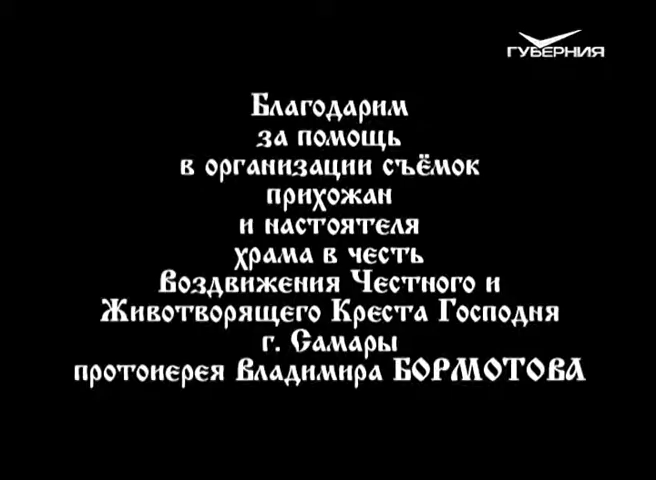 ГУБЕРНИЯ
Благодарим
за помощь
в организации съёмок
прихожан
и настоятеля
храма в честь
Воздвижения Честного и
Животворящего Креста Господня
г. Самары
протоиерея Владимира БОРМОТОВА